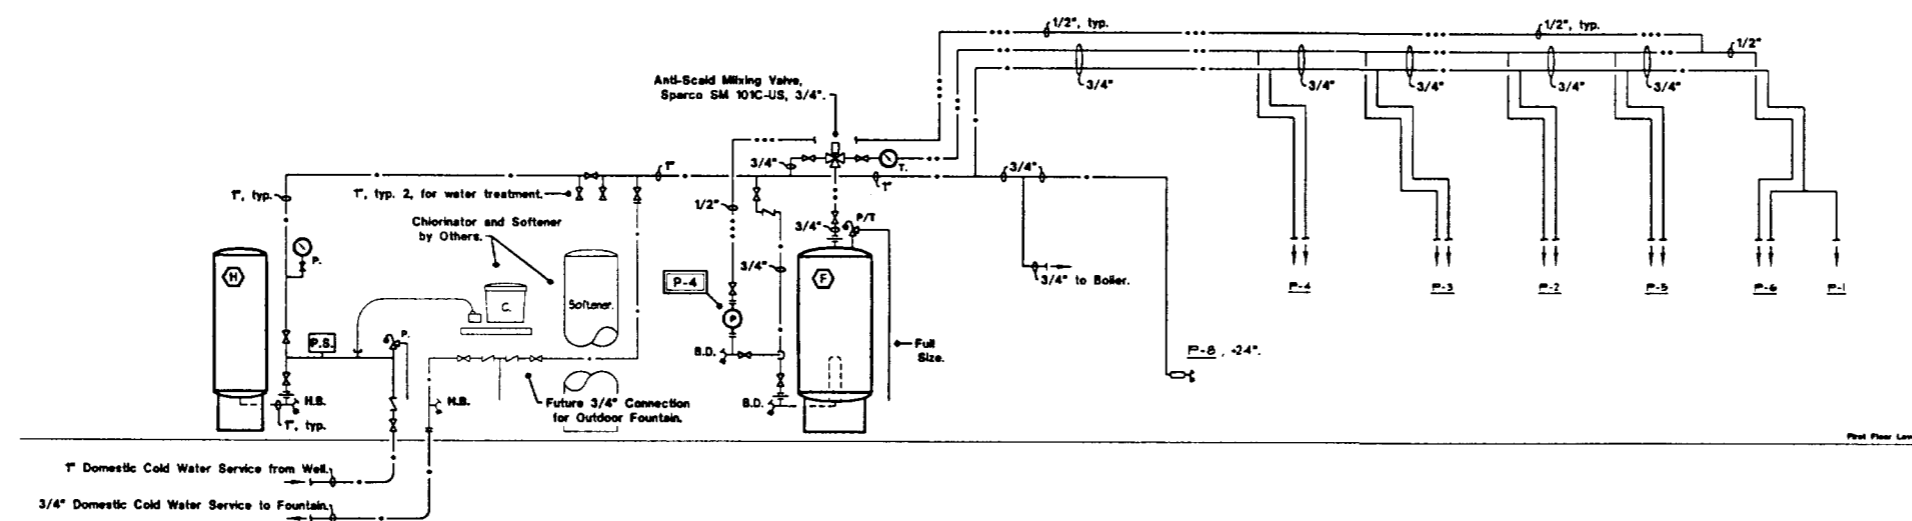 1/2", typ.
1/2", typ.
1/2"
Anti-Scald Mixing Valve,
Sparco SM 101C-US, 3/4".
3/4"
3/4"
3/4"
3/4"
3/4"
3/4"
T.
1"
3/4"
1", typ.
1", typ. 2, for water treatment.
1"
1/2"
3/4"
P/T
Chlorinator and Softener
by Others.
P.
3/4"
3/4" to Boiler.
H
P-4
F
C.
Softener.
P-4
P-3
P-2
P-5
P-6
P-1
P
P.S.
P.
B.D.
Full
Size.
P-8, +24".
H.B.
H.B.
Future 3/4" Connection
for Outdoor Fountain.
B.D.
1", typ.
First Floor Lev
1" Domestic Cold Water Service from Well.
3/4" Domestic Cold Water Service to Fountain.